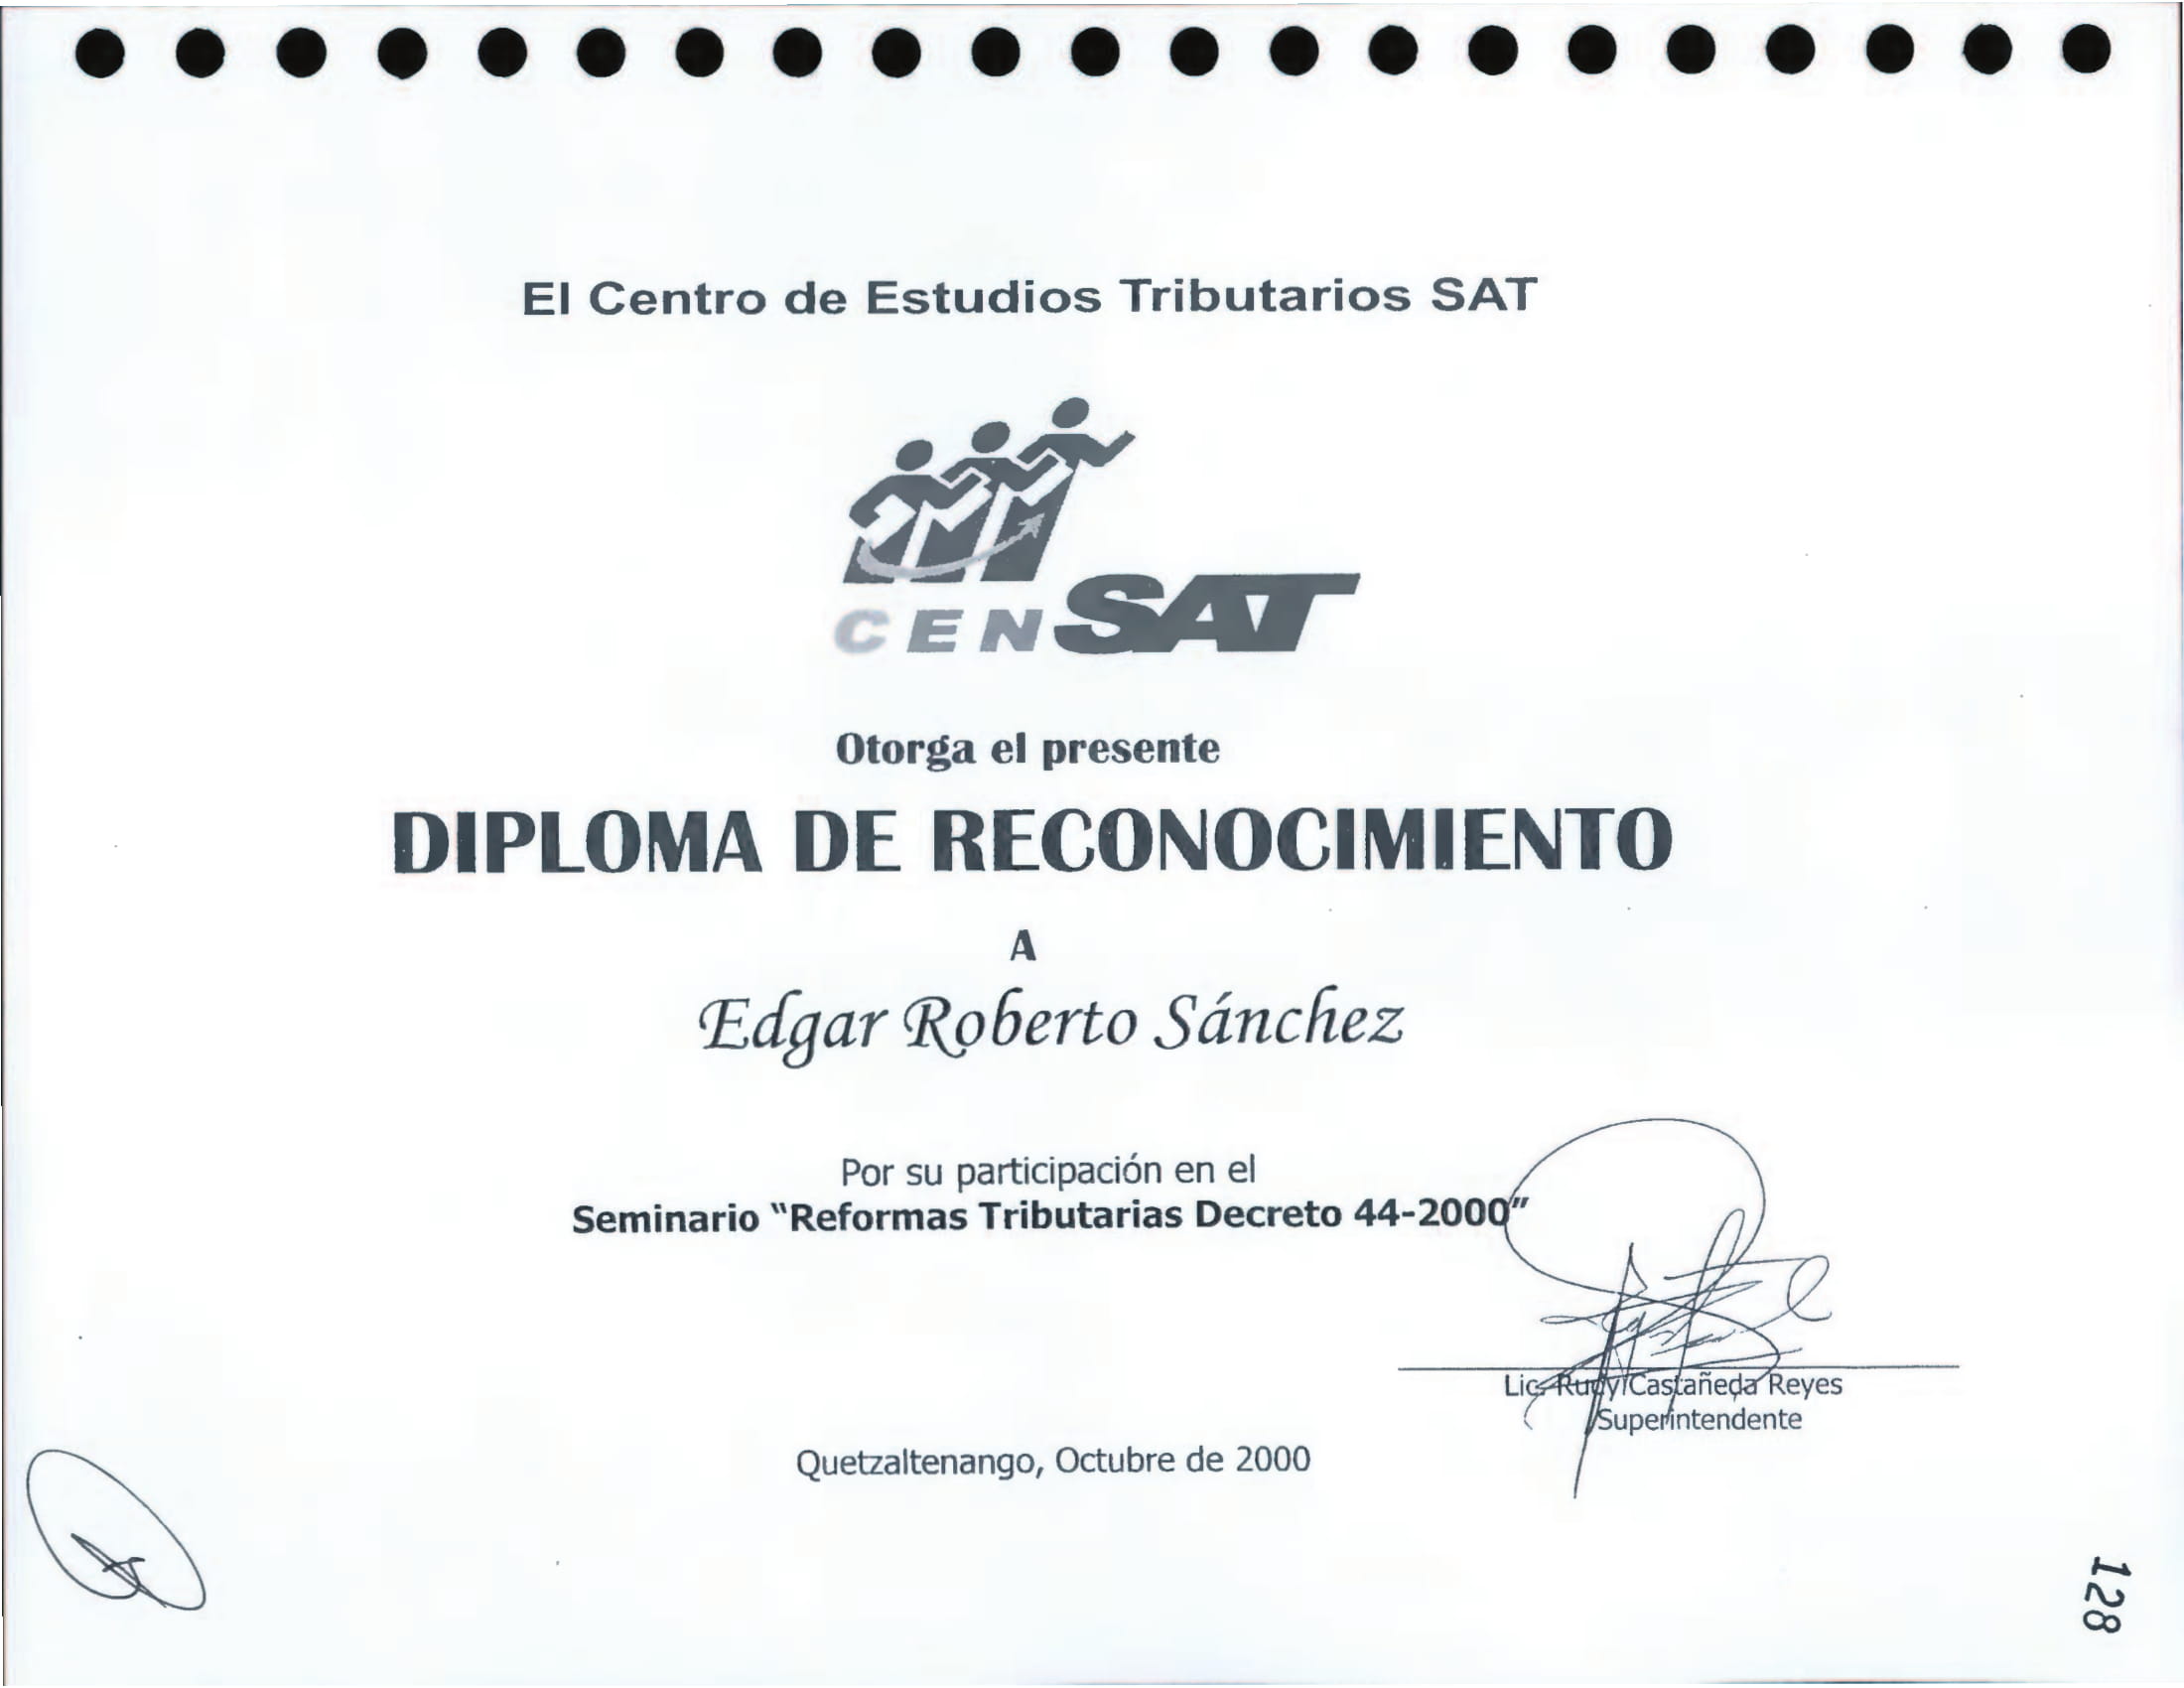 El Centro de Estudios Tributarios SAT
CENSAT
Otorga el presente
DIPLOMA DE RECONOCIMIENTO
A
Edgar Roberto Sánchez
Por su participación en el
Seminario "Reformas Tributarias Decreto 44-2000"
Lic. Rudy Castañeda Reyes
Superintendente
Quetzaltenango, Octubre de 2000
128